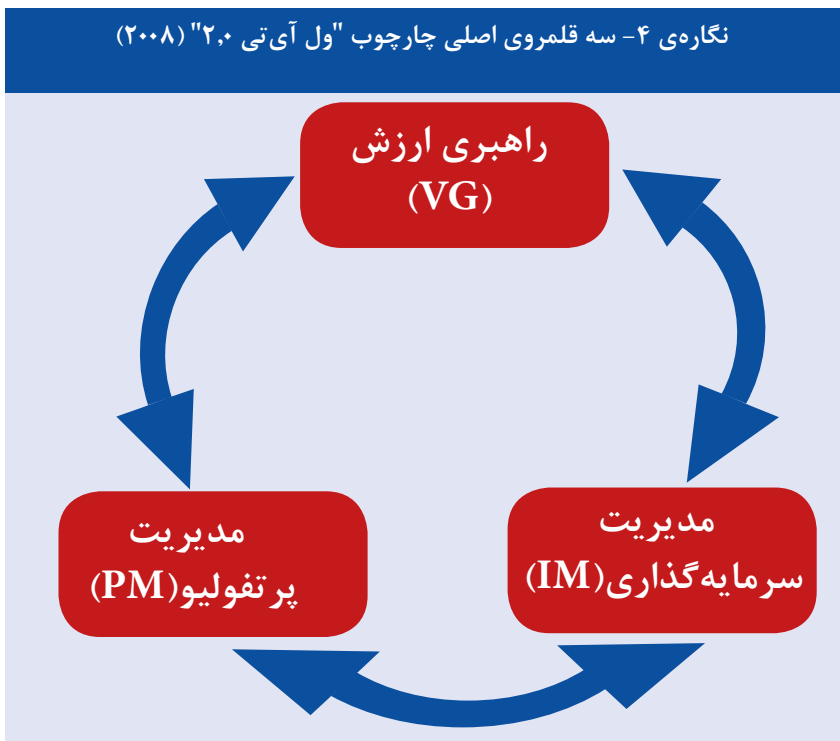 نگاره‌ی ۴- سه قلمروی اصلی چارچوب "ول آی‌تی ۲,۰" (۲۰۰۸)
راهبری ارزش
(VG)
مدیریت
سرمایه‌گذاری(IM)
مدیریت
پرتفولیو(PM)